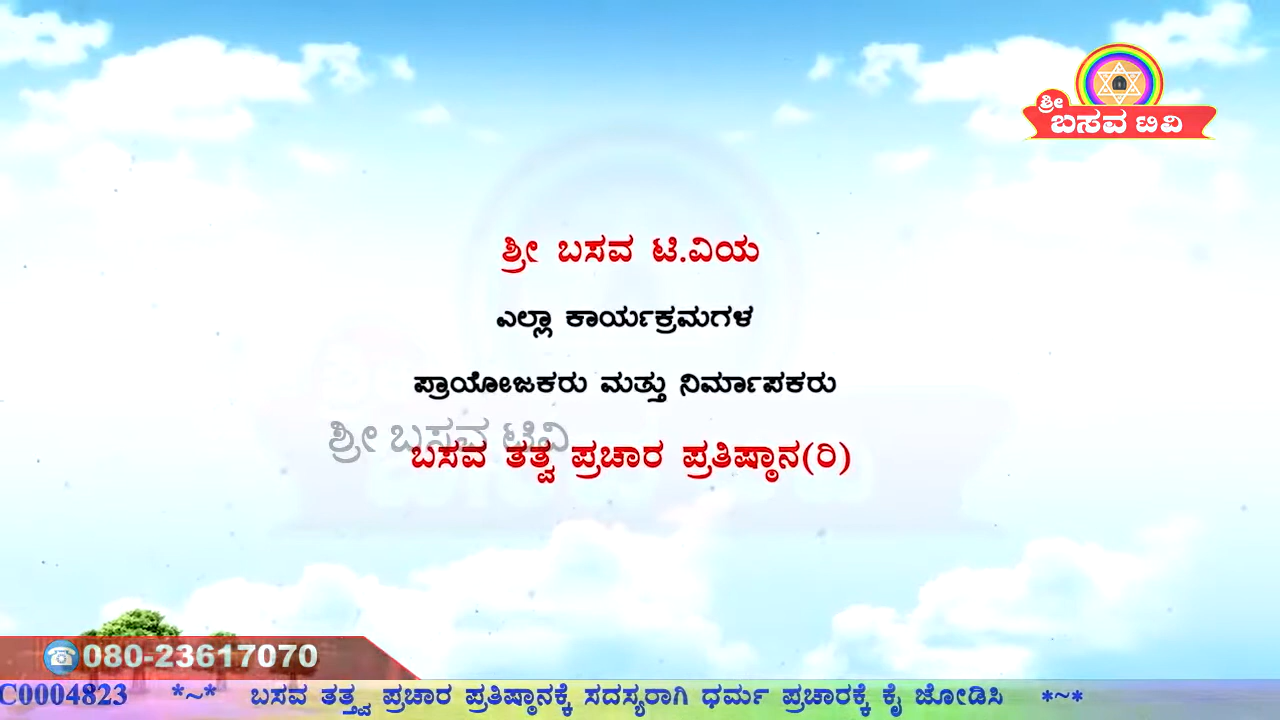 ಶ್ರೀ
ಬಸವ ಟಿವಿ
ಶ್ರೀ ಬಸವ ಟಿ.ವಿಯ
ಎಲ್ಲಾ ಕಾರ್ಯಕ್ರಮಗಳ
ಪ್ರಾಯೋಜಕರು ಮತ್ತು ನಿರ್ಮಾಪಕರು
ಶ್ರೀ ಬಸವ ಟಿವಿ
ಬಸವ ತತ್ವ ಪ್ರಚಾರ ಪ್ರತಿಷ್ಠಾನ(ರಿ)
080-23617070
C0004823 *~* ಬಸವ ತತ್ತ್ವ ಪ್ರಚಾರ ಪ್ರತಿಷ್ಠಾನಕ್ಕೆ ಸದಸ್ಯರಾಗಿ ಧರ್ಮ ಪ್ರಚಾರಕ್ಕೆ ಕೈ ಜೋಡಿಸಿ *~*